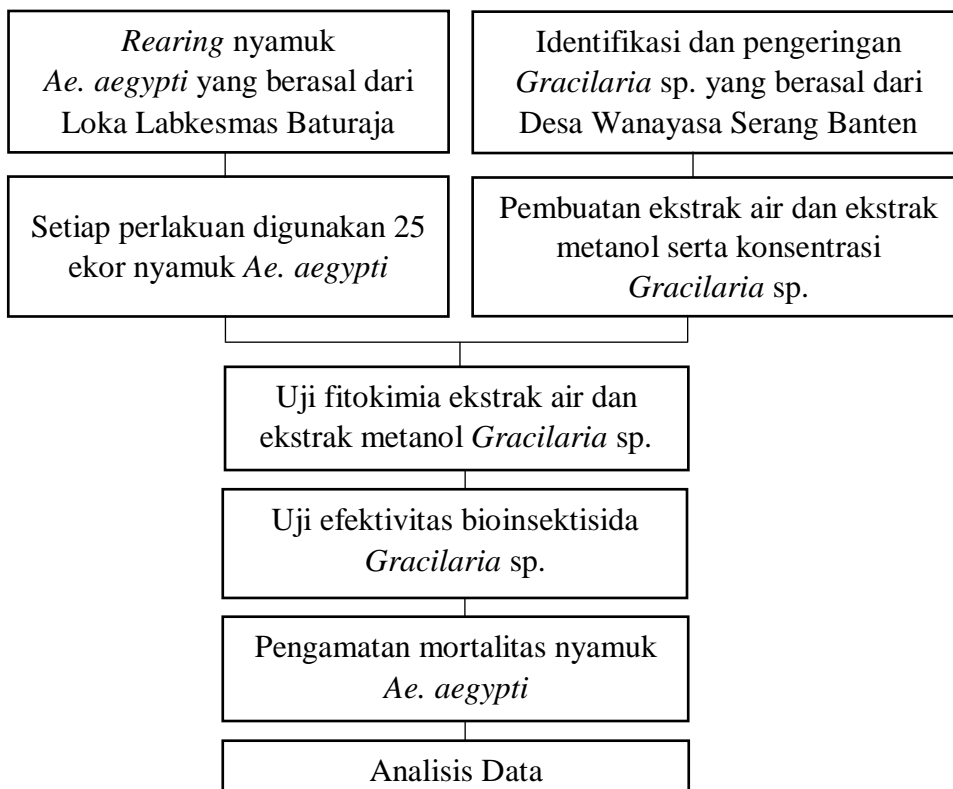 Rearing nyamuk
Ae. aegypti yang berasal dari
Loka Labkesmas Baturaja
Identifikasi dan pengeringan
Gracilaria sp. yang berasal dari
Desa Wanayasa Serang Banten
Setiap perlakuan digunakan 25
ekor nyamuk Ae. aegypti
Pembuatan ekstrak air dan ekstrak
metanol serta konsentrasi
Gracilaria sp.
Uji fitokimia ekstrak air dan
ekstrak metanol Gracilaria sp.
Uji efektivitas bioinsektisida
Gracilaria sp.
Pengamatan mortalitas nyamuk
Ae. aegypti
Analisis Data